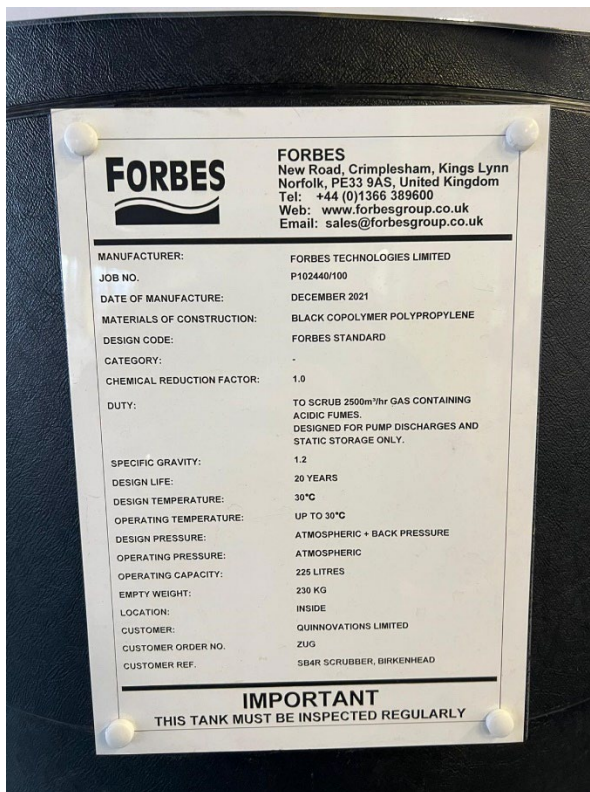 FORBES
FORBES
New Road, Crimplesham, Kings Lynn
Norfolk, PE33 9AS, United Kingdom
Tel: +44 (0)1366 389600
Web: www.forbesgroup.co.uk
Email: sales@forbesgroup.co.uk
MANUFACTURER: FORBES TECHNOLOGIES LIMITED
JOB NO. P102440/100
DATE OF MANUFACTURE: DECEMBER 2021
MATERIALS OF CONSTRUCTION: BLACK COPOLYMER POLYPROPYLENE
DESIGN CODE: FORBES STANDARD
CATEGORY: -
CHEMICAL REDUCTION FACTOR: 1.0
DUTY: TO SCRUB 2500m³/hr GAS CONTAINING
ACIDIC FUMES.
DESIGNED FOR PUMP DISCHARGES AND
STATIC STORAGE ONLY.
SPECIFIC GRAVITY: 1.2
DESIGN LIFE: 20 YEARS
DESIGN TEMPERATURE: 30°C
OPERATING TEMPERATURE: UP TO 30°C
DESIGN PRESSURE: ATMOSPHERIC + BACK PRESSURE
OPERATING PRESSURE: ATMOSPHERIC
OPERATING CAPACITY: 225 LITRES
EMPTY WEIGHT: 230 KG
LOCATION: INSIDE
CUSTOMER: QUINNOVATIONS LIMITED
CUSTOMER ORDER NO. ZUG
CUSTOMER REF. SB4R SCRUBBER, BIRKENHEAD
IMPORTANT
THIS TANK MUST BE INSPECTED REGULARLY